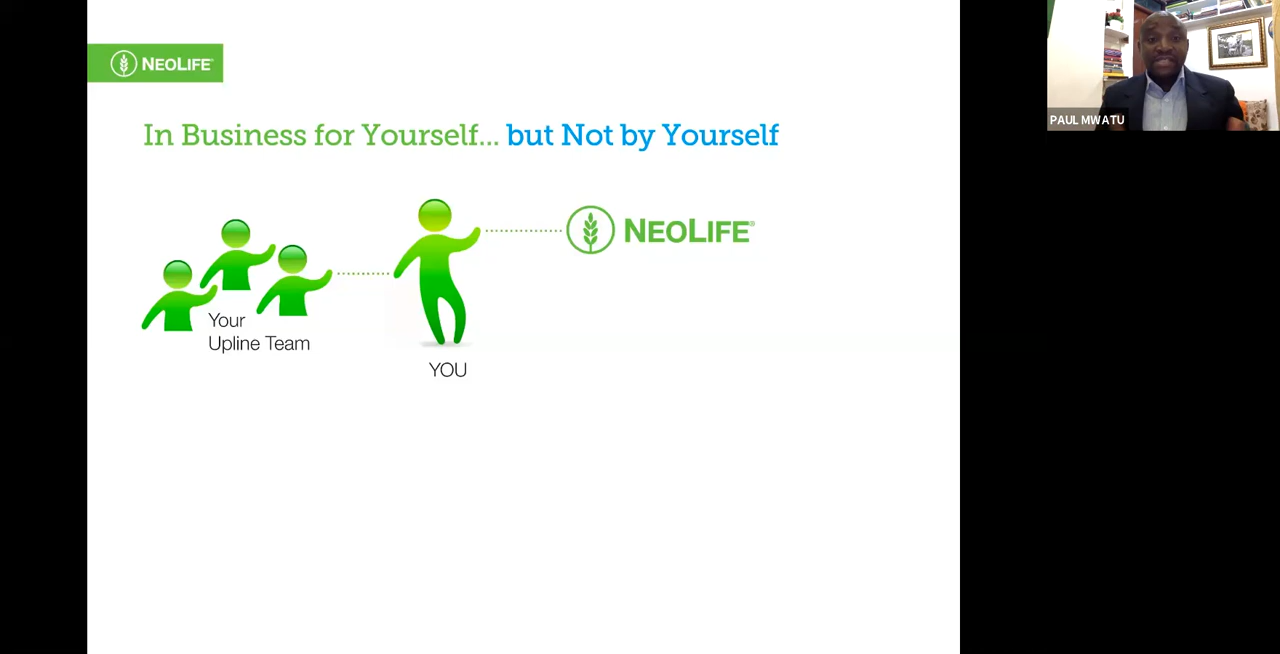 NEOLIFE
PAUL MWATU
In Business for Yourself... but Not by Yourself
NEOLIFE®
Your
Upline Team
YOU